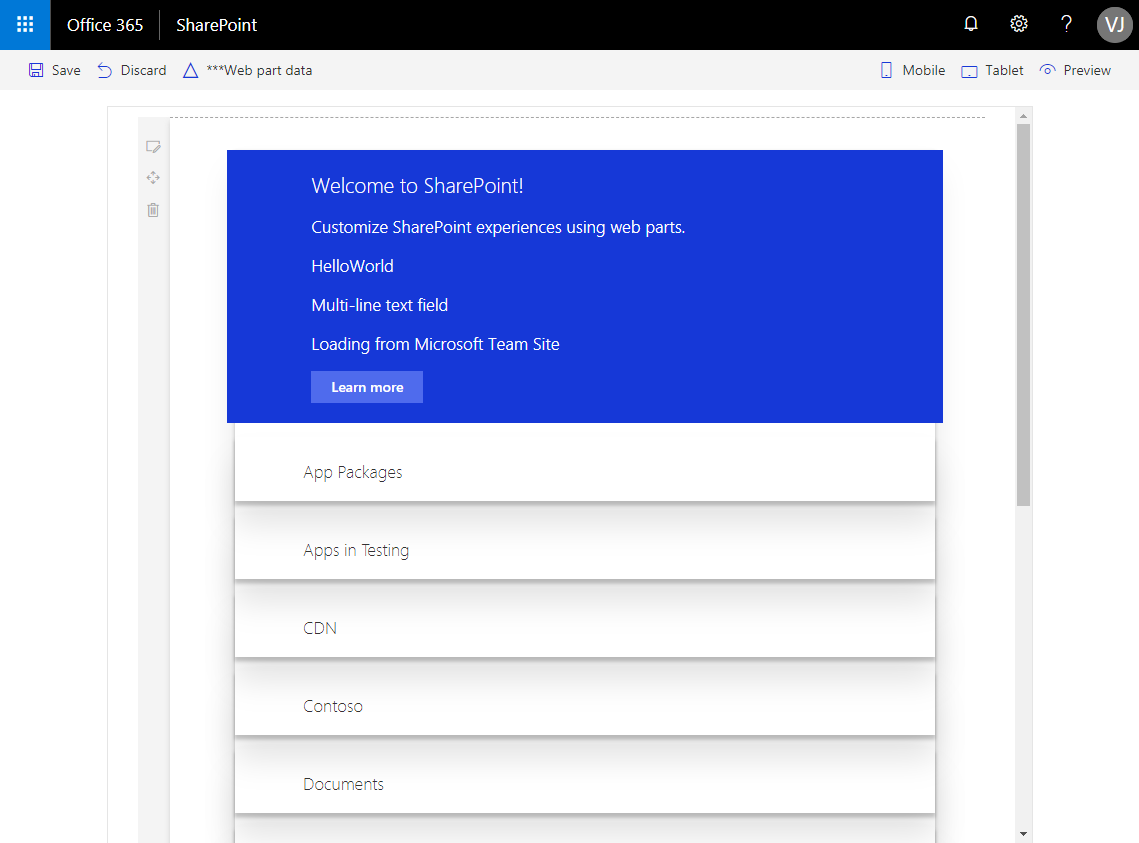 Office 365 SharePoint VJ
Save Discard ***Web part data Mobile Tablet Preview
Welcome to SharePoint!
Customize SharePoint experiences using web parts.
HelloWorld
Multi-line text field
Loading from Microsoft Team Site
Learn more
App Packages
Apps in Testing
CDN
Contoso
Documents